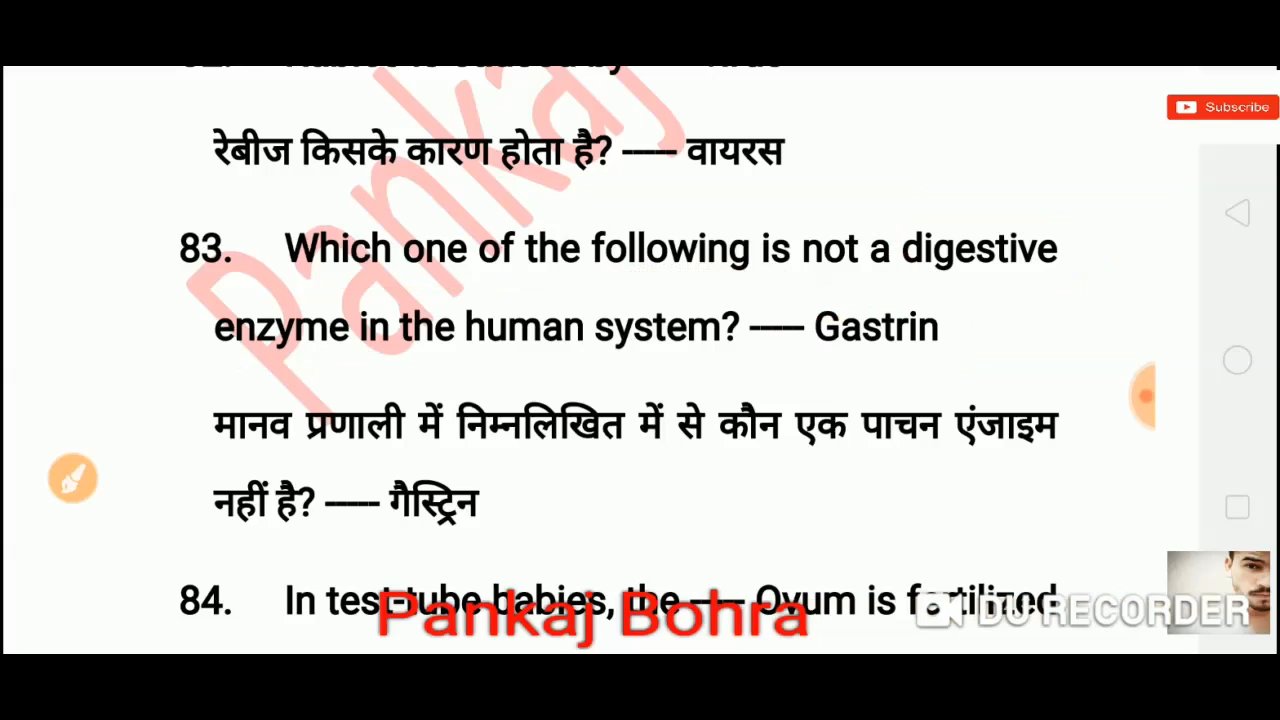 Subscribe
रेबीज किसके कारण होता है? ----- वायरस
83. Which one of the following is not a digestive
enzyme in the human system? ----- Gastrin
मानव प्रणाली में निम्नलिखित में से कौन एक पाचन एंजाइम
नहीं है? ----- गैस्ट्रिन
84. In test-tube babies, the ----- Ovum is fertilized
Pankaj Bohra
DU RECORDER
Pankaj